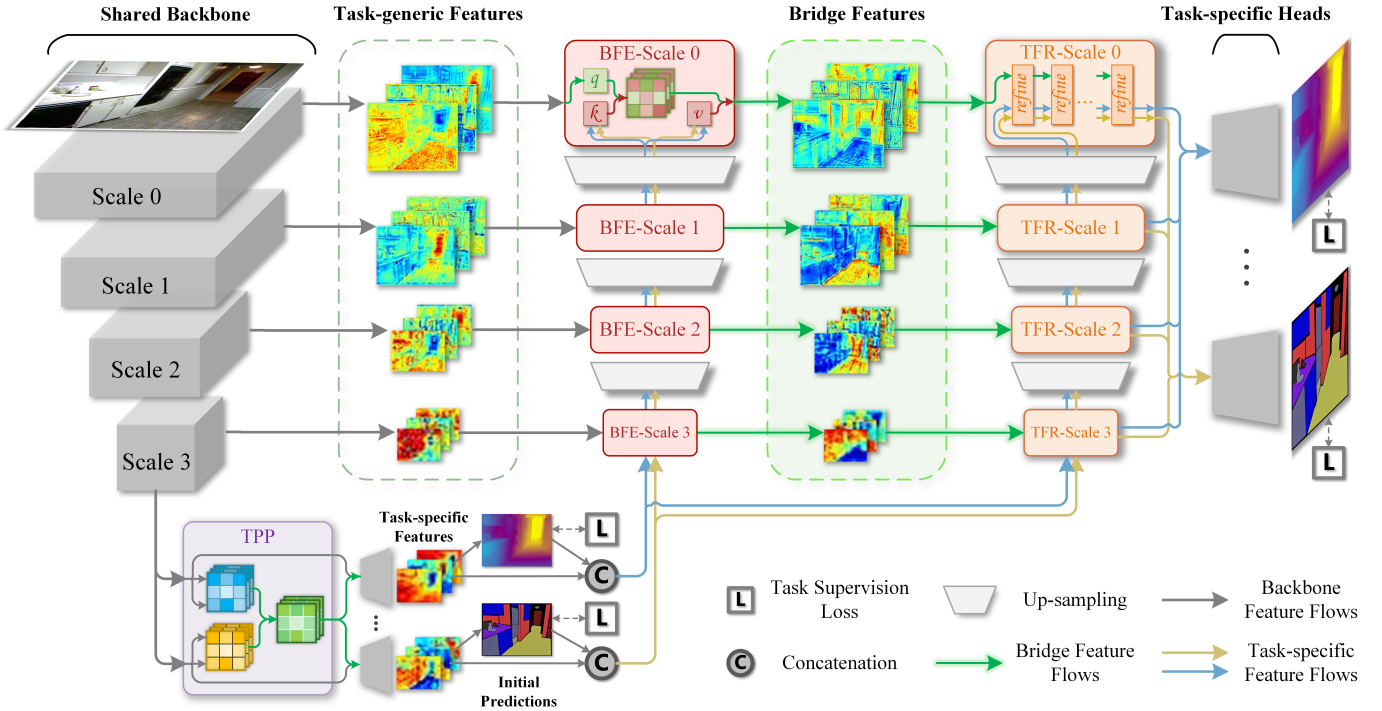 Shared Backbone
Task-generic Features
Bridge Features
Task-specific Heads
BFE-Scale 0
q
k
v
TFR-Scale 0
refine
refine
...
refine
Scale 0
BFE-Scale 1
TFR-Scale 1
L
Scale 1
BFE-Scale 2
TFR-Scale 2
Scale 2
BFE-Scale 3
TFR-Scale 3
Scale 3
L
TPP
Task-specific
Features
L
C
L
C
Initial
Predictions
L
Task Supervision
Loss
Up-sampling
Backbone
Feature Flows
C
Concatenation
Bridge Feature
Flows
Task-specific
Feature Flows